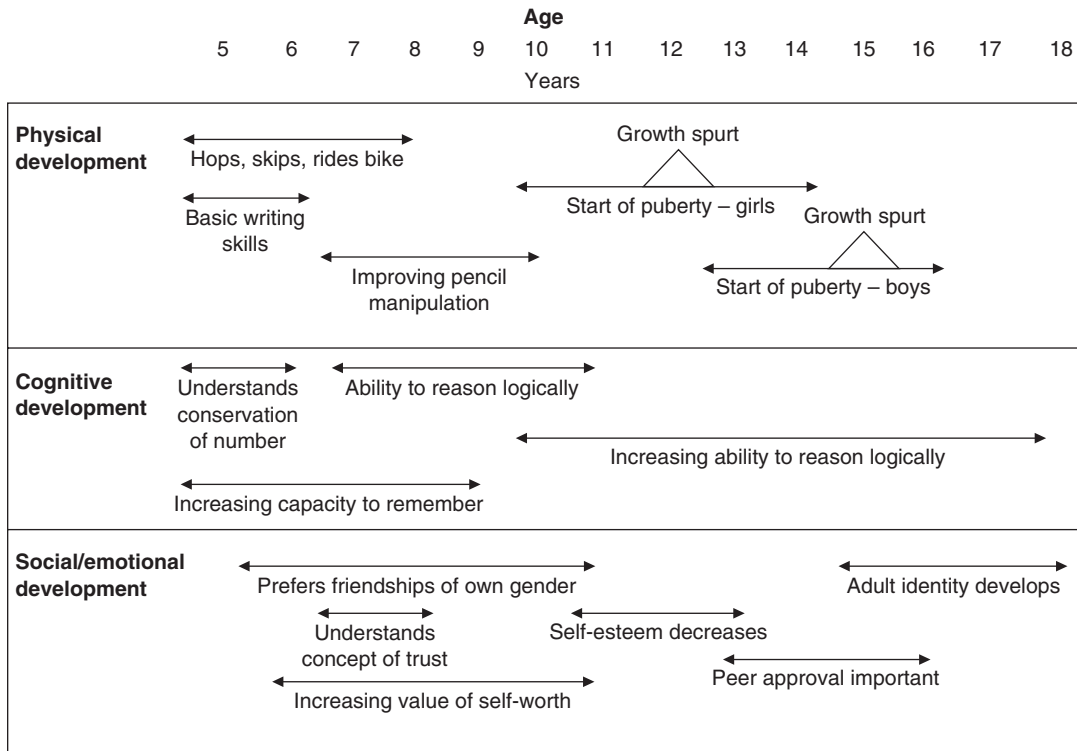 Age
5 6 7 8 9 10 11 12 13 14 15 16 17 18
Years
Physical
development
Hops, skips, rides bike
Basic writing
skills
Improving pencil
manipulation
Growth spurt
Start of puberty – girls
Growth spurt
Start of puberty – boys
Cognitive
development
Understands
conservation
of number
Ability to reason logically
Increasing ability to reason logically
Increasing capacity to remember
Social/emotional
development
Prefers friendships of own gender
Adult identity develops
Understands
concept of trust
Self-esteem decreases
Peer approval important
Increasing value of self-worth